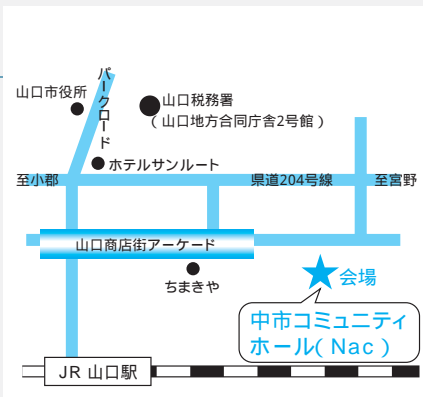 パークロード
山口市役所
山口税務署
(山口地方合同庁舎2号館)
ホテルサンルート
至小郡
県道204号線
至宮野
山口商店街アーケード
ちまきや
会場
中市コミュニティ
ホール(Nac)
JR 山口駅